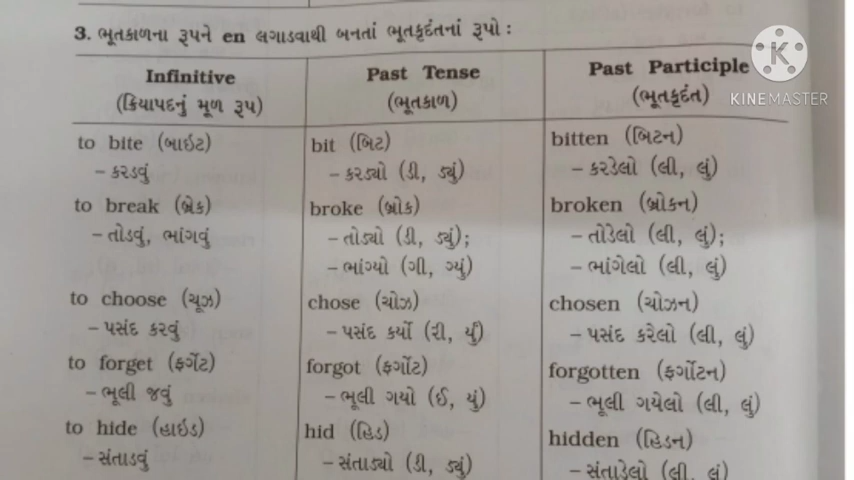 3. ભૂતકાળના રૂપને en લગાડવાથી બનતાં ભૂતકૃદંતનાં રૂપો :
Infinitive Past Tense Past Participle
(ક્રિયાપદનું મૂળ રૂપ) (ભૂતકાળ) (ભૂતકૃદંત)
KINEMASTER
to bite (બાઇટ) bit (બિટ) bitten (બિટન)
– કરડવું – કરડ્યો (ડી, ડ્યું) – કરડેલો (લી, લું)
to break (બ્રેક) broke (બ્રોક) broken (બ્રોકન)
– તોડવું, ભાંગવું – તોડ્યો (ડી, ડ્યું); – તોડેલો (લી, લું);
– ભાંગ્યો (ગી, ગ્યું) – ભાંગેલો (લી, લું)
to choose (ચૂઝ) chose (ચોઝ) chosen (ચોઝન)
– પસંદ કરવું – પસંદ કર્યો (રી, ર્યું) – પસંદ કરેલો (લી, લું)
to forget (ફર્ગેટ) forgot (ફર્ગોટ) forgotten (ફર્ગોટન)
– ભૂલી જવું – ભૂલી ગયો (ઈ, યું) – ભૂલી ગયેલો (લી, લું)
to hide (હાઇડ) hid (હિડ) hidden (હિડન)
– સંતાડવું – સંતાડ્યો (ડી, ડ્યું) – સંતાડેલો (લી, લું)